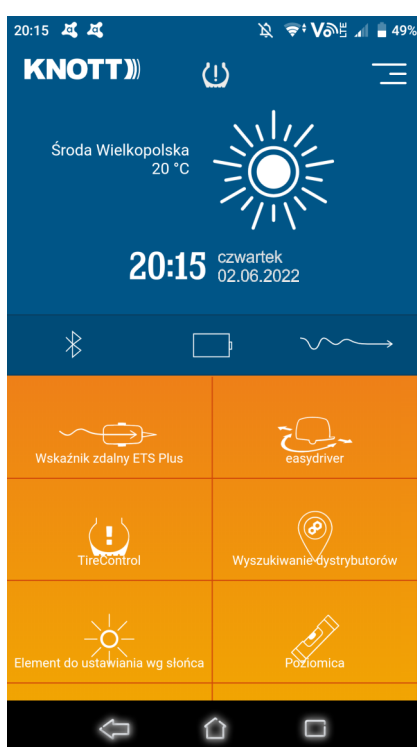 20:15
VoLTE
49%
KNOTT
Środa Wielkopolska
20 °C
20:15
czwartek
02.06.2022
Wskaźnik zdalny ETS Plus
easydriver
TireControl
Wyszukiwanie dystrybutorów
Element do ustawiania wg słońca
Poziomica